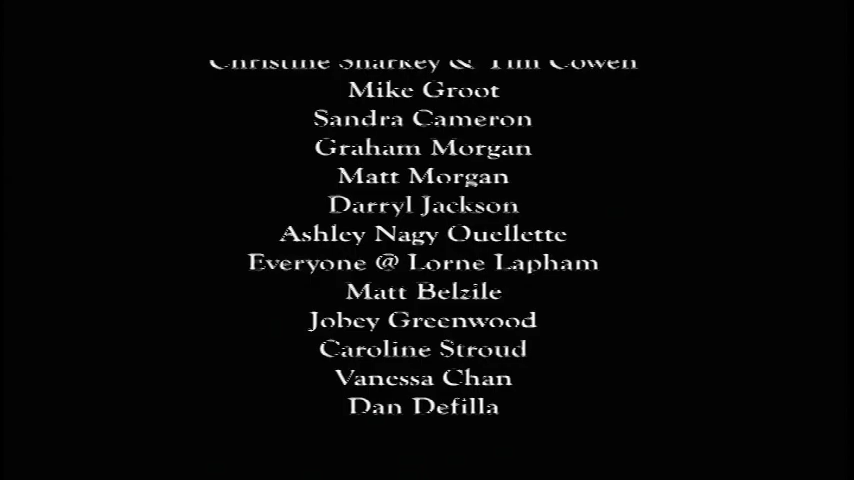 Christine Sharkey & Tim Cowen
Mike Groot
Sandra Cameron
Graham Morgan
Matt Morgan
Darryl Jackson
Ashley Nagy Ouellette
Everyone @ Lorne Lapham
Matt Belzile
Jobey Greenwood
Caroline Stroud
Vanessa Chan
Dan Defilla